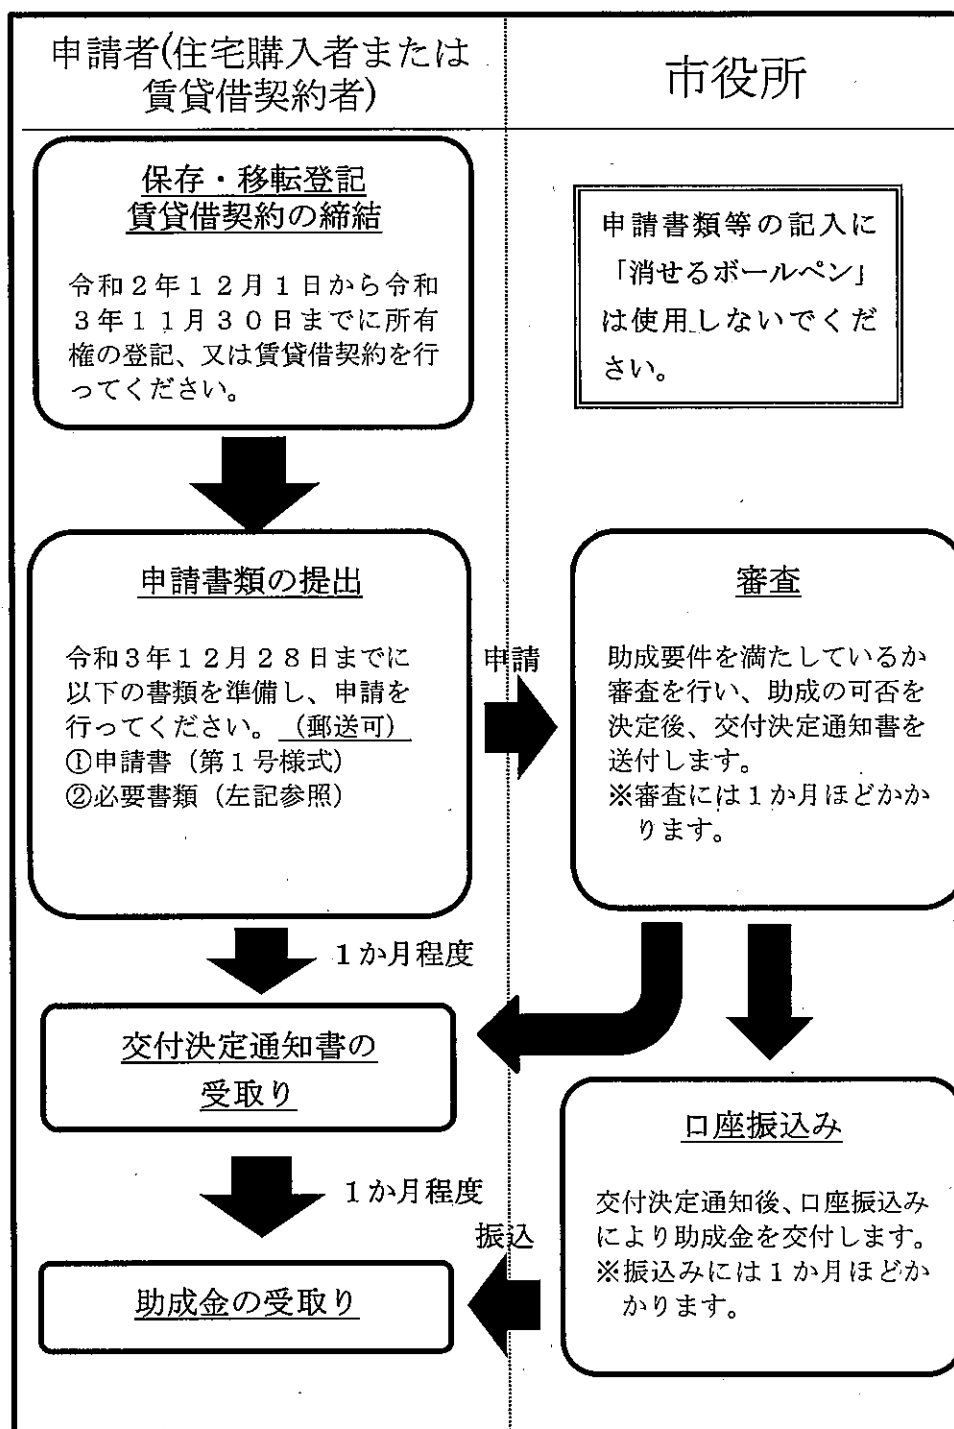 申請者(住宅購入者または
賃貸借契約者)
市役所
保存・移転登記
賃貸借契約の締結
令和２年１２月１日から令和
３年１１月３０日までに所有
権の登記、又は賃貸借契約を行
ってください。
申請書類等の記入に
「消せるボールペン」
は使用しないでくだ
さい。
申請書類の提出
令和３年１２月２８日までに
以下の書類を準備し、申請を
行ってください。（郵送可）
①申請書（第１号様式）
②必要書類（左記参照）
申請
審査
助成要件を満たしているか
審査を行い、助成の可否を
決定後、交付決定通知書を
送付します。
※審査には１か月ほどかか
ります。
１か月程度
交付決定通知書の
受取り
口座振込み
交付決定通知後、口座振込み
により助成金を交付します。
※振込みには１か月ほどか
かります。
１か月程度
振込
助成金の受取り